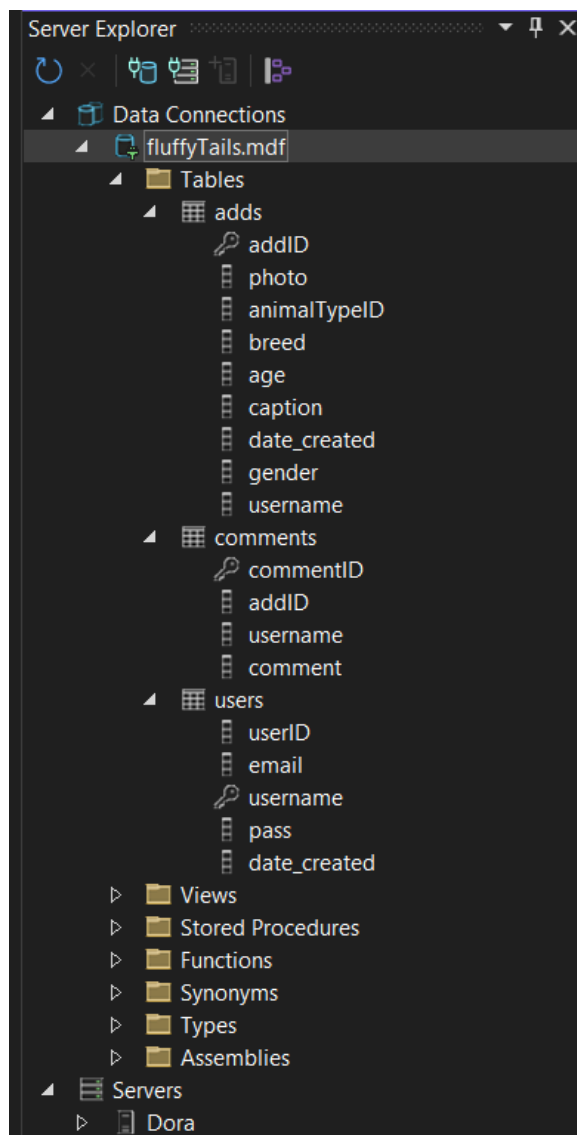 Server Explorer
Data Connections
fluffyTails.mdf
Tables
adds
addID
photo
animalTypeID
breed
age
caption
date_created
gender
username
comments
commentID
addID
username
comment
users
userID
email
username
pass
date_created
Views
Stored Procedures
Functions
Synonyms
Types
Assemblies
Servers
Dora